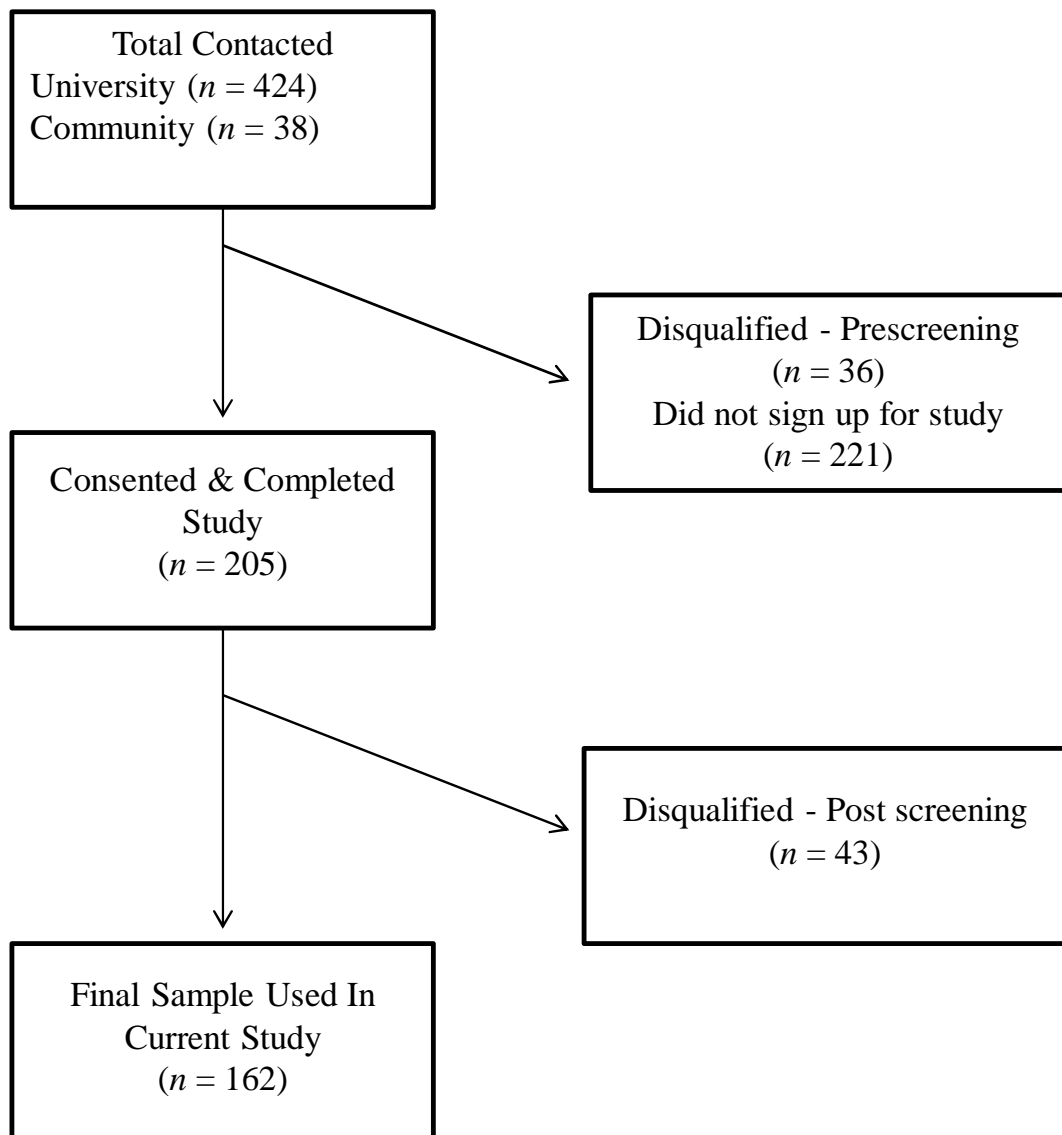 Total Contacted
University (n = 424)
Community (n = 38)
Disqualified - Prescreening
(n = 36)
Did not sign up for study
(n = 221)
Consented & Completed
Study
(n = 205)
Disqualified - Post screening
(n = 43)
Final Sample Used In
Current Study
(n = 162)